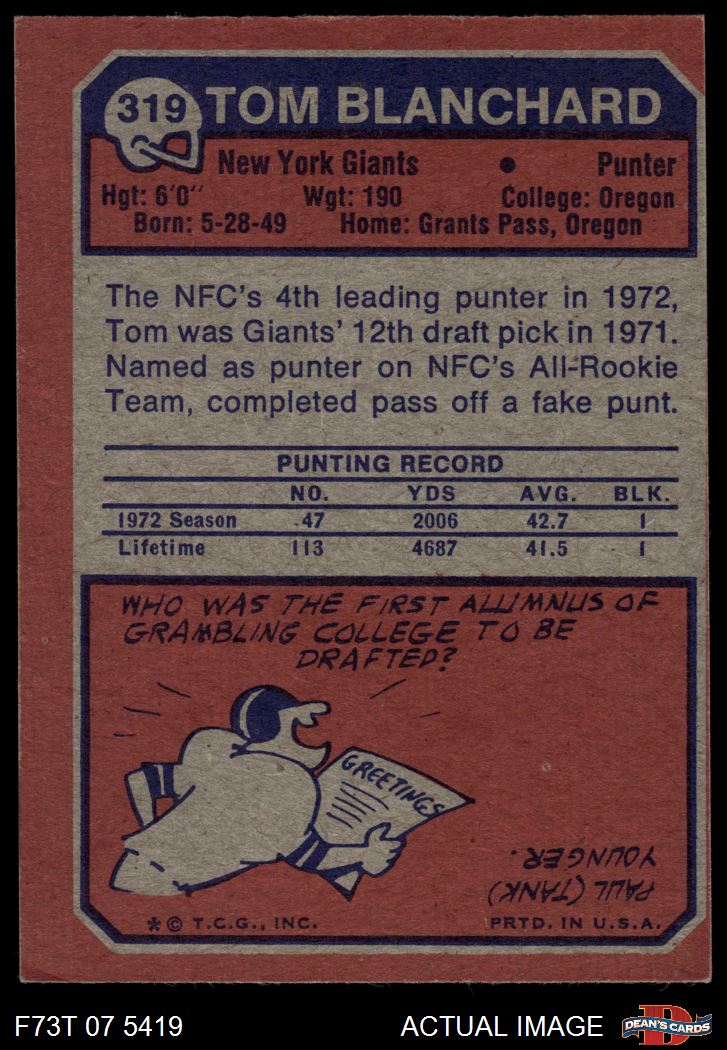 319 TOM BLANCHARD
New York Giants • Punter
Hgt: 6'0" Wgt: 190 College: Oregon
Born: 5-28-49 Home: Grants Pass, Oregon
The NFC's 4th leading punter in 1972,
Tom was Giants' 12th draft pick in 1971.
Named as punter on NFC's All-Rookie
Team, completed pass off a fake punt.
PUNTING RECORD
NO. YDS AVG. BLK.
1972 Season 47 2006 42.7 1
Lifetime 113 4687 41.5 1
WHO WAS THE FIRST ALUMNUS OF
GRAMBLING COLLEGE TO BE
DRAFTED?
GREETINGS
PAUL (TANK)
YOUNGER.
* © T.C.G., INC. PRTD. IN U.S.A.
F73T 07 5419 ACTUAL IMAGE D DEAN'S CARDS